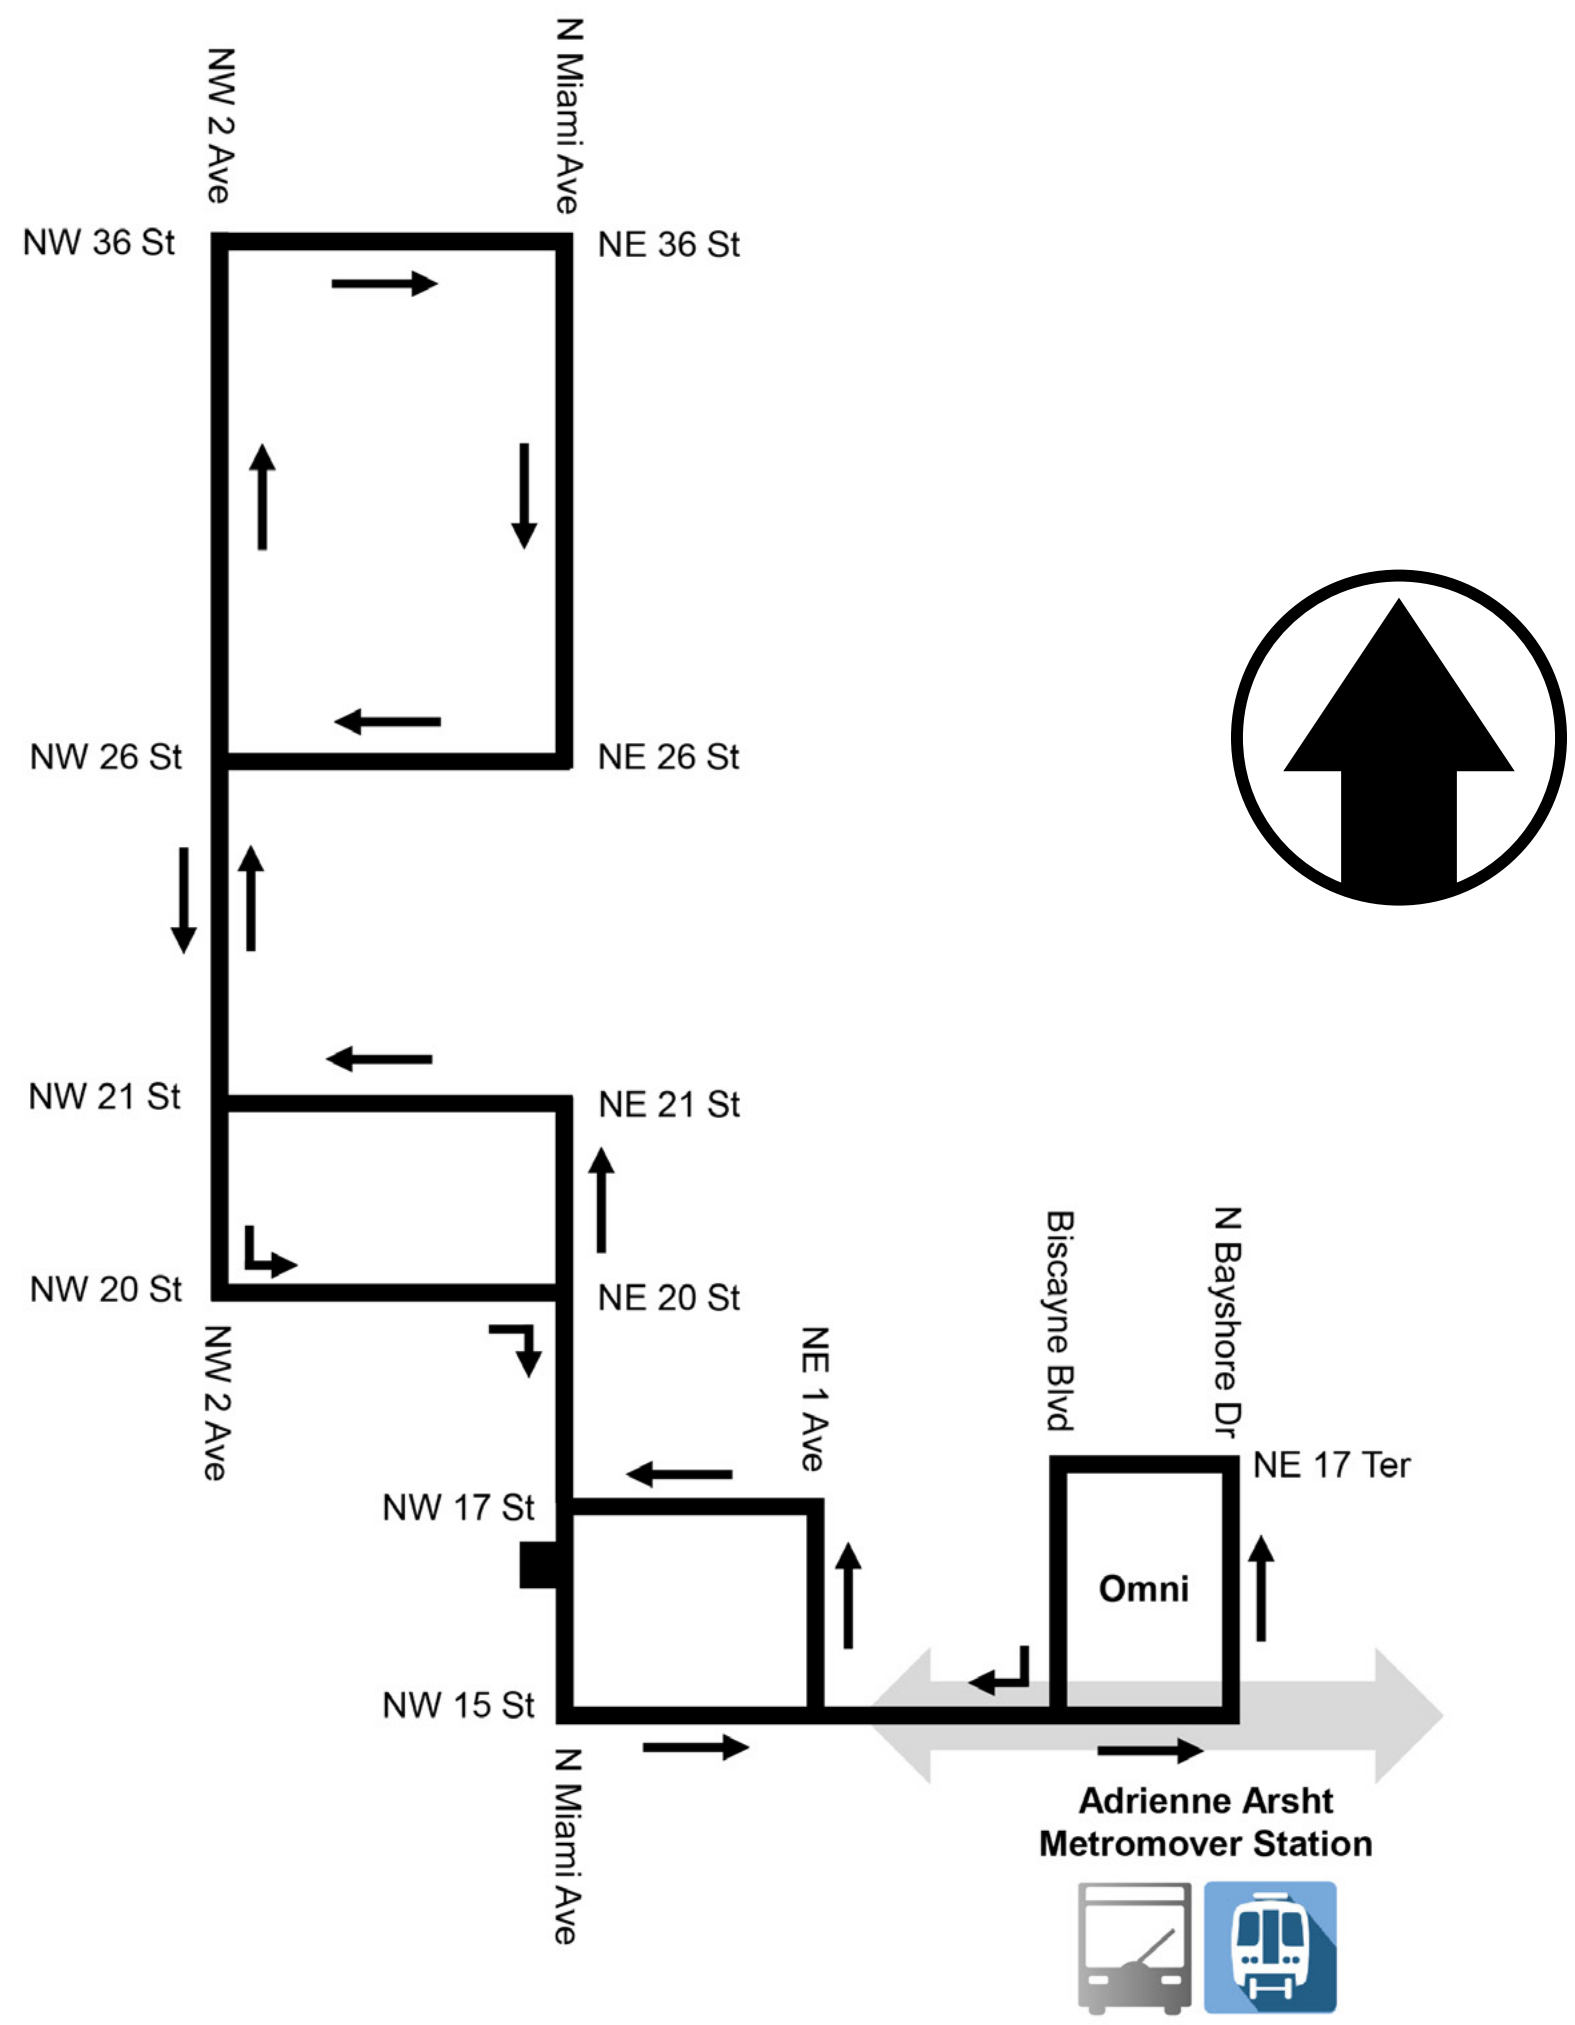 NW 2 Ave
N Miami Ave
NW 36 St
NE 36 St
NW 26 St
NE 26 St
NW 21 St
NE 21 St
NW 20 St
NE 20 St
NW 2 Ave
NE 1 Ave
Biscayne Blvd
N Bayshore Dr
NE 17 Ter
NW 17 St
Omni
NW 15 St
N Miami Ave
Adrienne Arsht
Metromover Station